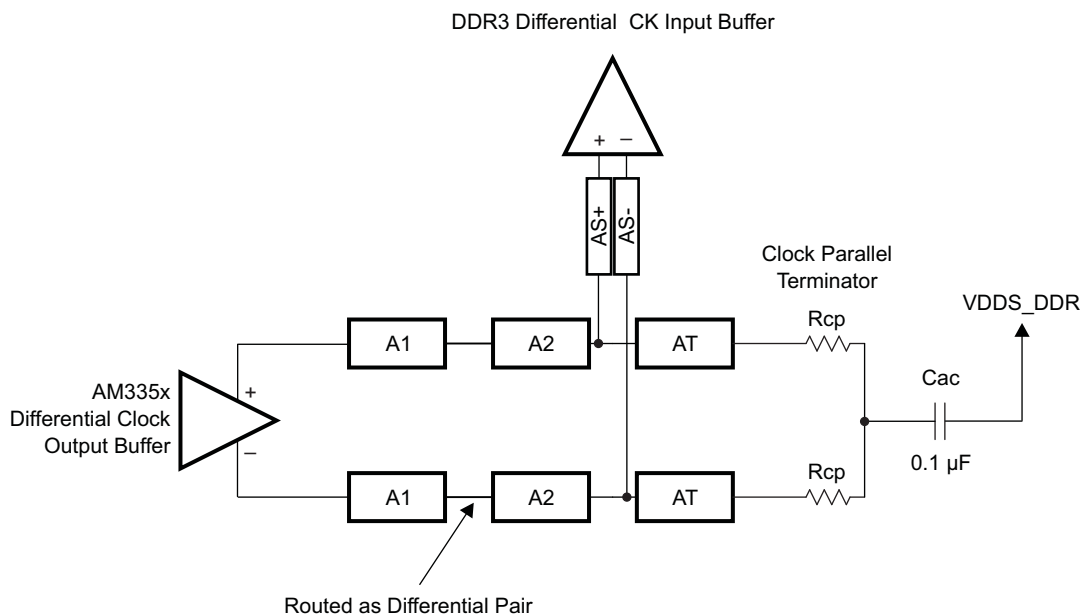 DDR3 Differential CK Input Buffer
+ −
AS+
AS-
Clock Parallel
Terminator
VDDS_DDR
Rcp
A1
A2
AT
Cac
AM335x
Differential Clock
Output Buffer
+
−
0.1 µF
Rcp
A1
A2
AT
Routed as Differential Pair